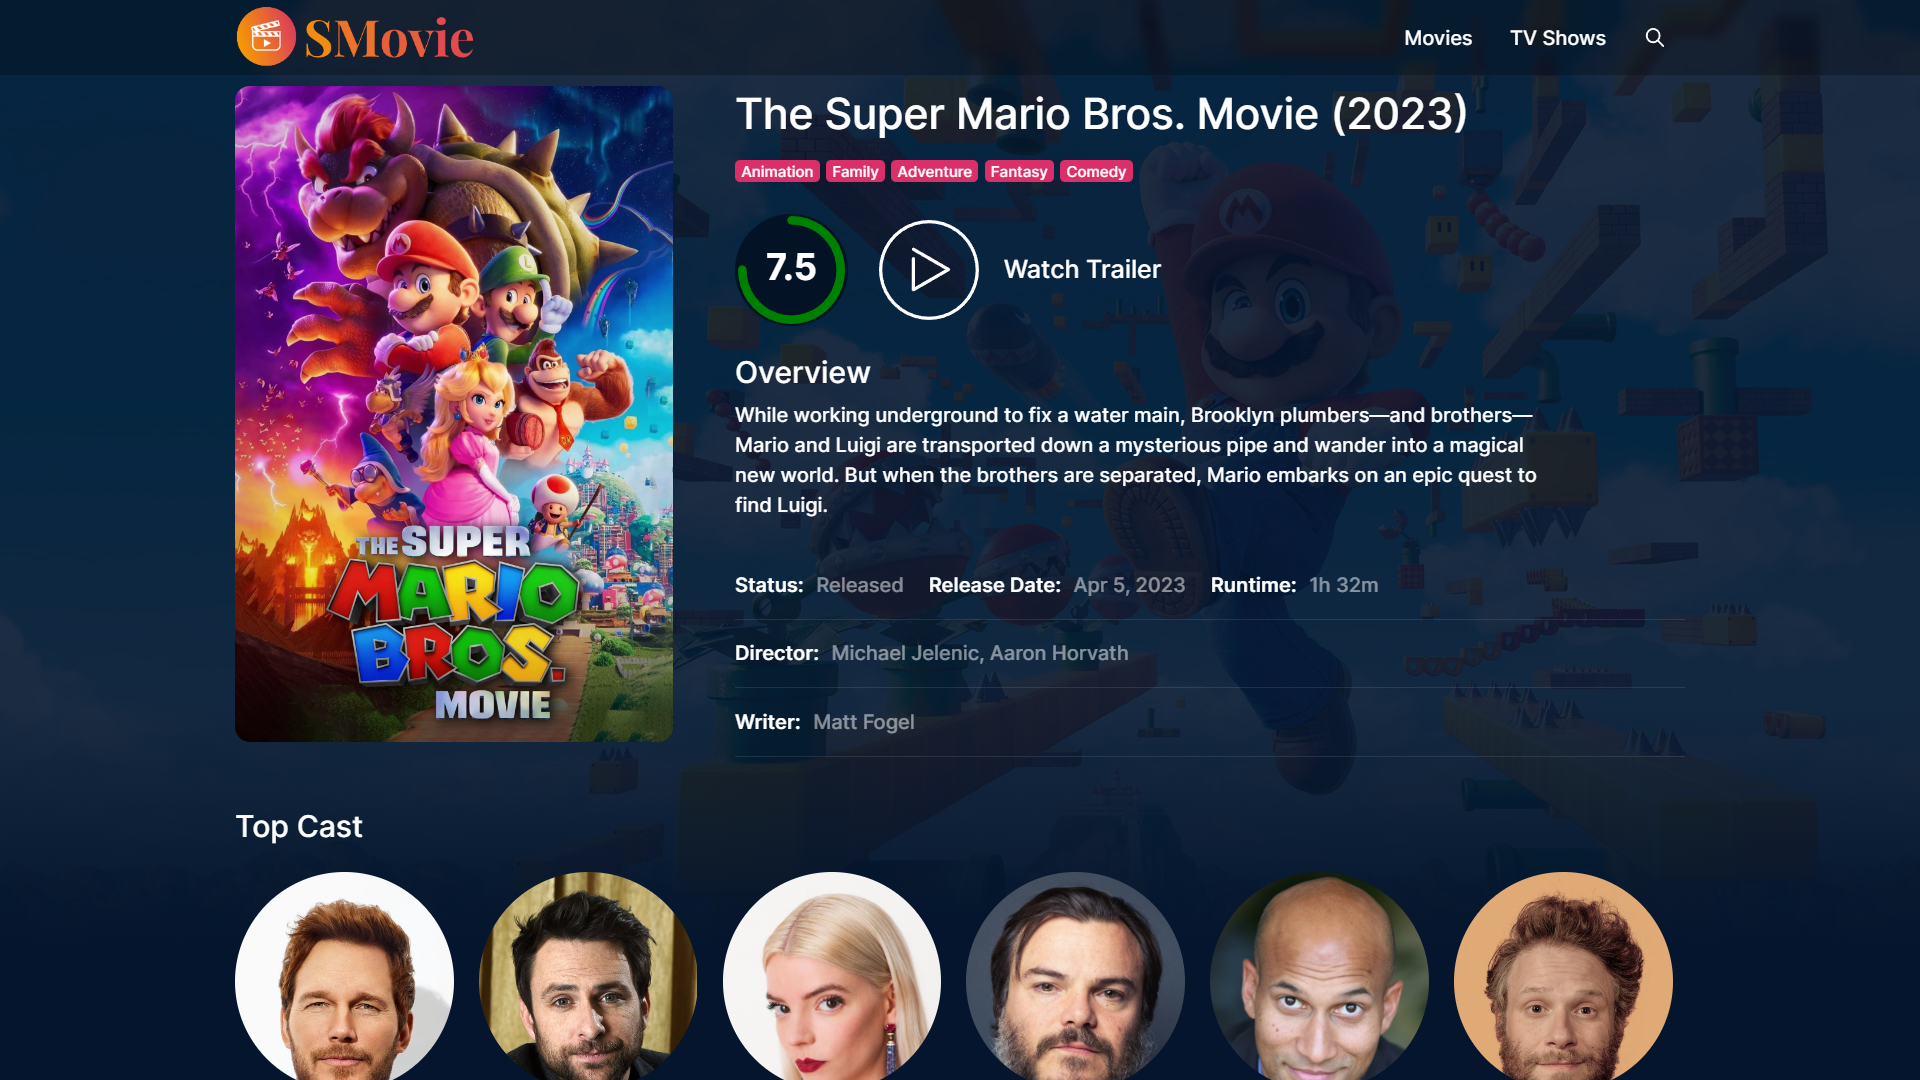 SMovie
Movies
TV Shows
The Super Mario Bros. Movie (2023)
Animation
Family
Adventure
Fantasy
Comedy
7.5
Watch Trailer
Overview
While working underground to fix a water main, Brooklyn plumbers—and brothers—
Mario and Luigi are transported down a mysterious pipe and wander into a magical
new world. But when the brothers are separated, Mario embarks on an epic quest to
find Luigi.
Status: Released Release Date: Apr 5, 2023 Runtime: 1h 32m
Director: Michael Jelenic, Aaron Horvath
Writer: Matt Fogel
THE SUPER
MARIO
BROS.
MOVIE
Top Cast